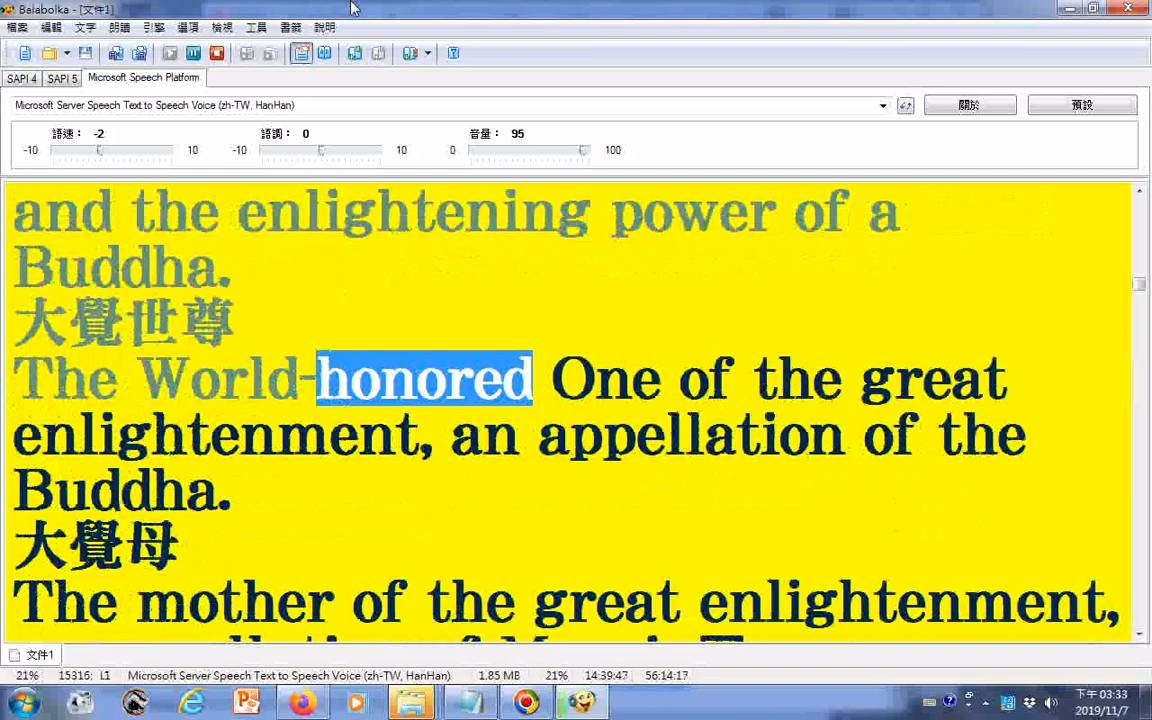 Balabolka - [文件1]
檔案 編輯 文字 朗讀 引擎 選項 檢視 工具 書籤 說明
SAPI 4 SAPI 5 Microsoft Speech Platform
Microsoft Server Speech Text to Speech Voice (zh-TW, HanHan) 關於 預設
語速： -2 語調： 0 音量： 95
-10 10 -10 10 0 100
and the enlightening power of a
Buddha.
大覺世尊
The World-honored One of the great
enlightenment, an appellation of the
Buddha.
大覺母
The mother of the great enlightenment,
文件1
21% 15316: L1 Microsoft Server Speech Text to Speech Voice (zh-TW, HanHan) 1.85 MB 21% 14:39:47 56:14:17
下午 03:33
2019/11/7